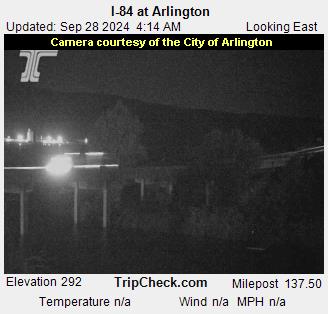 I-84 at Arlington
Updated: Sep 28 2024 4:14 AM Looking East
Camera courtesy of the City of Arlington
Elevation 292 TripCheck.com Milepost 137.50
Temperature n/a Wind n/a MPH n/a